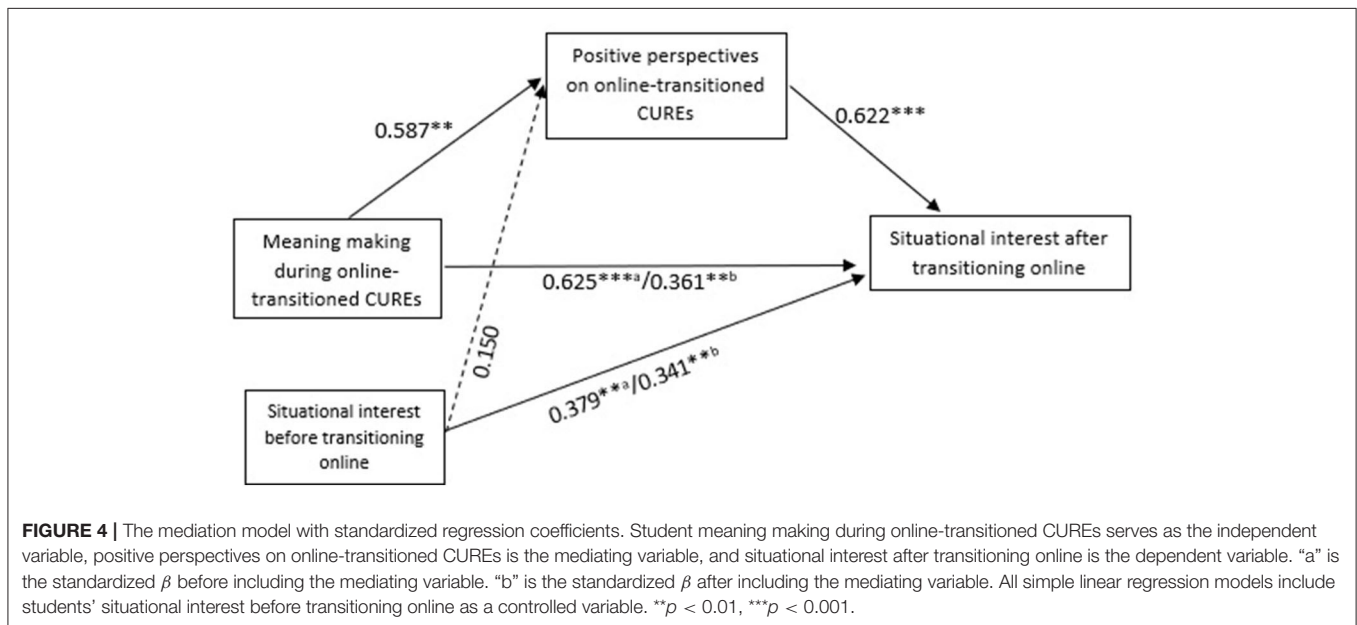 Positive perspectives
on online-transitioned
CUREs
0.587**
0.622***
Meaning making
during online-
transitioned CUREs
Situational interest after
transitioning online
0.625***a/0.361**b
0.150
0.379**a/0.341**b
Situational interest
before transitioning
online
FIGURE 4 | The mediation model with standardized regression coefficients. Student meaning making during online-transitioned CUREs serves as the independent
variable, positive perspectives on online-transitioned CUREs is the mediating variable, and situational interest after transitioning online is the dependent variable. “a” is
the standardized β before including the mediating variable. “b” is the standardized β after including the mediating variable. All simple linear regression models include
students’ situational interest before transitioning online as a controlled variable. **p < 0.01, ***p < 0.001.